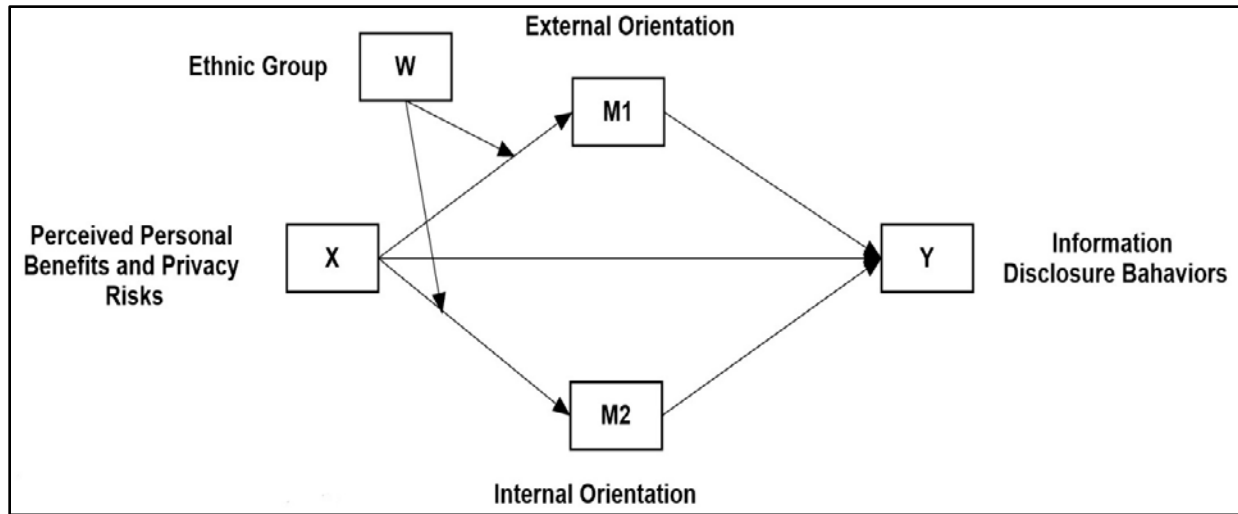 External Orientation
Ethnic Group
W
M1
Perceived Personal
Benefits and Privacy
Risks
X
Y
Information
Disclosure Bahaviors
M2
Internal Orientation